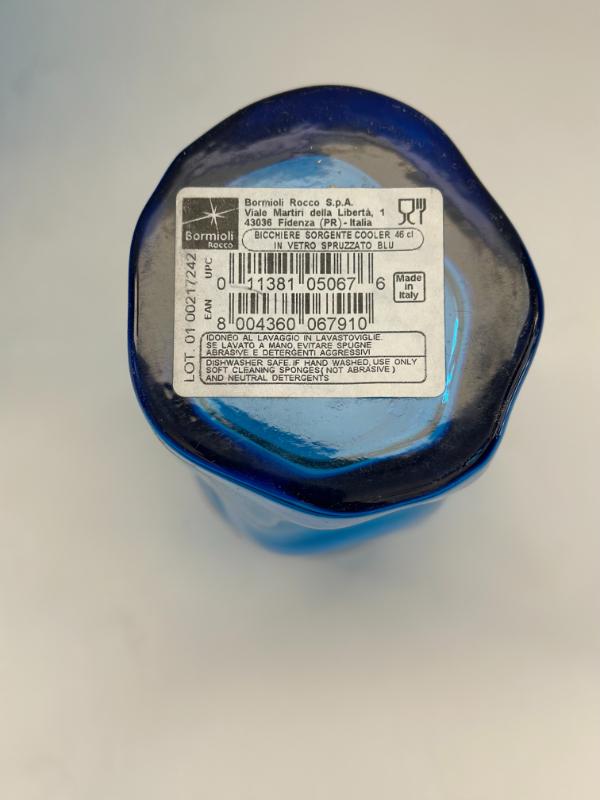 Bormioli
Rocco
Bormioli Rocco S.p.A.
Viale Martiri della Libertà, 1
43036 Fidenza (PR)-Italia
BICCHIERE SORGENTE COOLER 46 cl
IN VETRO SPRUZZATO BLU
LOT. 01 00217242
UPC
0 11381 05067 6
EAN
8 004360 067910
Made
in
Italy
IDONEO AL LAVAGGIO IN LAVASTOVIGLIE.
SE LAVATO A MANO, EVITARE SPUGNE
ABRASIVE E DETERGENTI AGGRESSIVI
DISHWASHER SAFE. IF HAND WASHED, USE ONLY
SOFT CLEANING SPONGES( NOT ABRASIVE )
AND NEUTRAL DETERGENTS